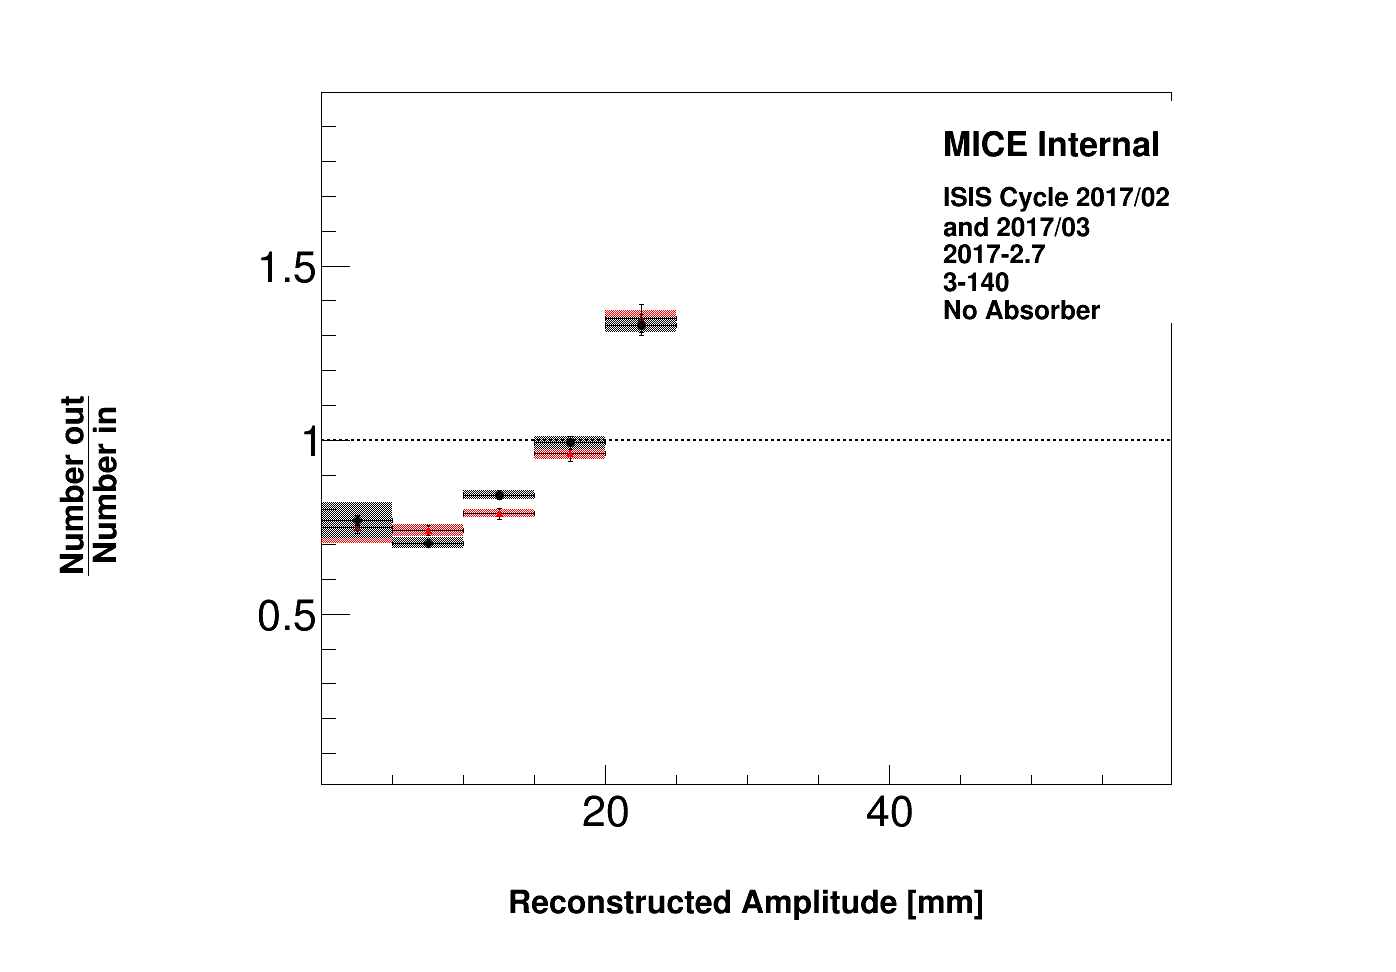 MICE Internal
ISIS Cycle 2017/02
and 2017/03
2017-2.7
3-140
No Absorber
1.5
1
0.5
Number out
Number in
20 40
Reconstructed Amplitude [mm]